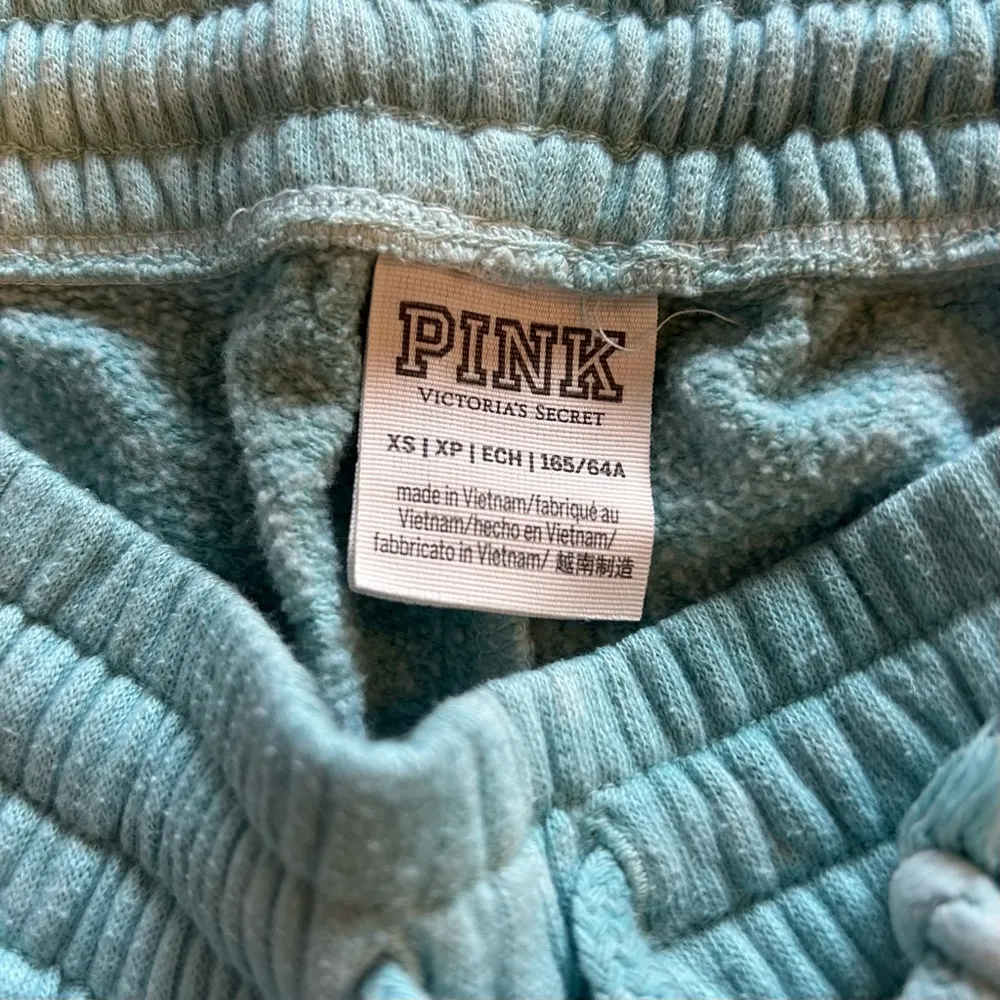 PINK
VICTORIA'S SECRET
XS | XP | ECH | 165/64A
made in Vietnam/fabriqué au
Vietnam/hecho en Vietnam/
fabbricato in Vietnam/ 越南制造